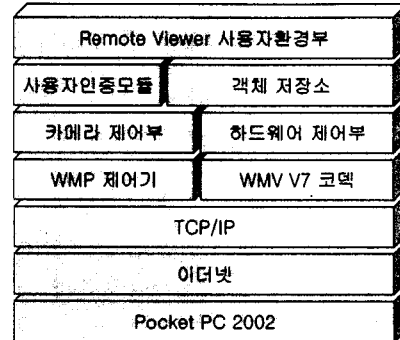 Remote Viewer 사용자환경부
사용자인증모듈 객체 저장소
카메라 제어부 하드웨어 제어부
WMP 제어기 WMV V7 코덱
TCP/IP
이더넷
Pocket PC 2002